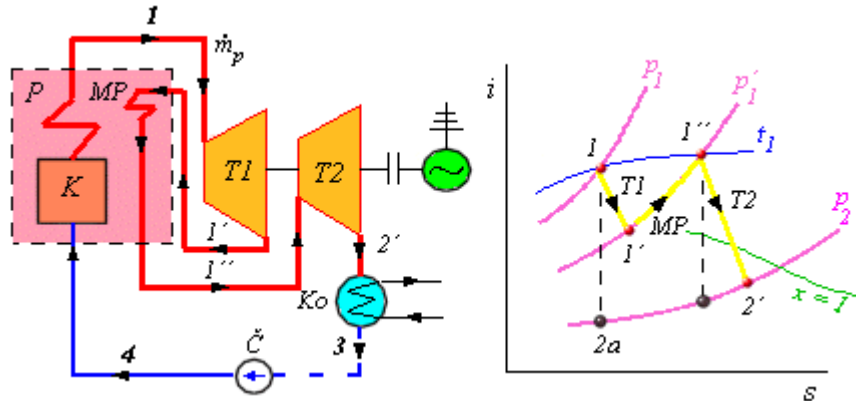 1
ṁp
P
MP
K
T1
T2
1´
1´´
2´
Ko
3
Č
4
i
p1
p1´
1
1´´
t1
T1
T2
MP
1´
p2
x = 1
2a
2´
s